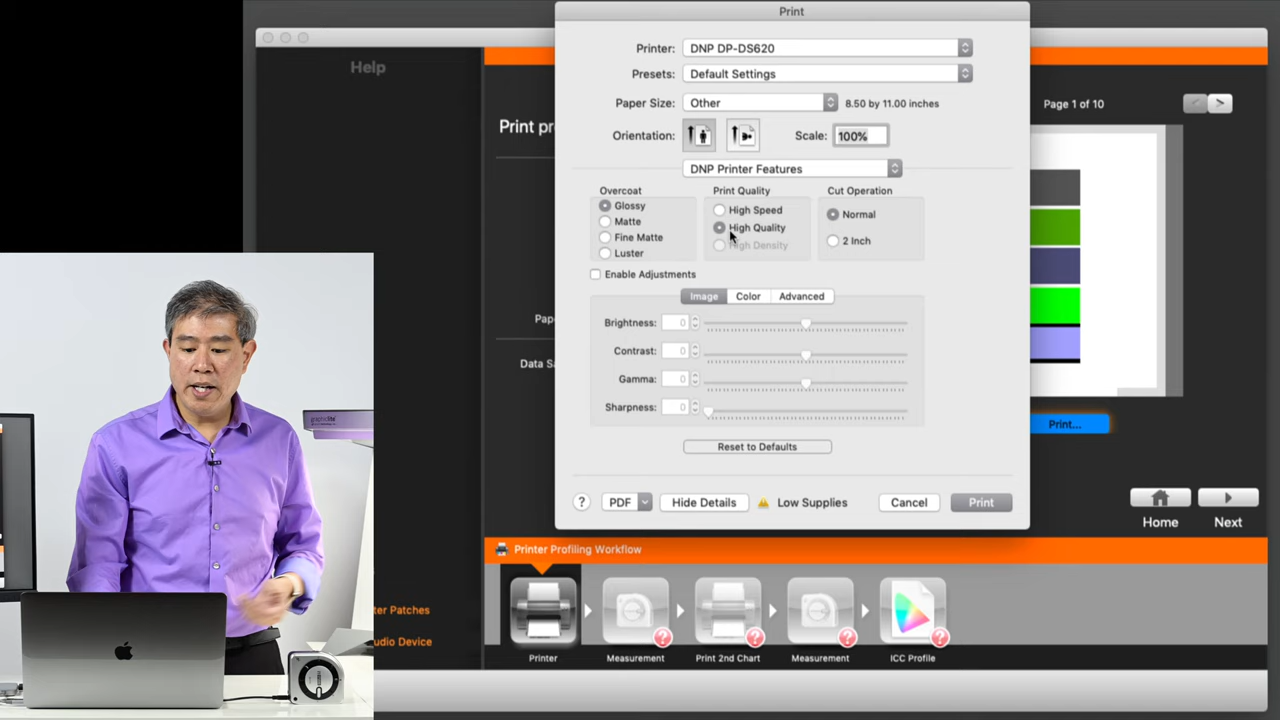 Print
Help
Printer: DNP DP-DS620
Presets: Default Settings
Paper Size: Other 8.50 by 11.00 inches
Page 1 of 10
< >
Orientation: Scale: 100%
Print pr
DNP Printer Features
Overcoat Print Quality Cut Operation
Glossy High Speed Normal
Matte High Quality 2 Inch
Fine Matte High Density
Luster
Enable Adjustments
Image Color Advanced
Brightness: 0
Pap
Contrast: 0
Data Sa
Gamma: 0
Sharpness: 0
Print...
Reset to Defaults
? PDF Hide Details Low Supplies Cancel Print
Home Next
Printer Profiling Workflow
ter Patches
udio Device
? ? ? ?
Printer Measurement Print 2nd Chart Measurement ICC Profile